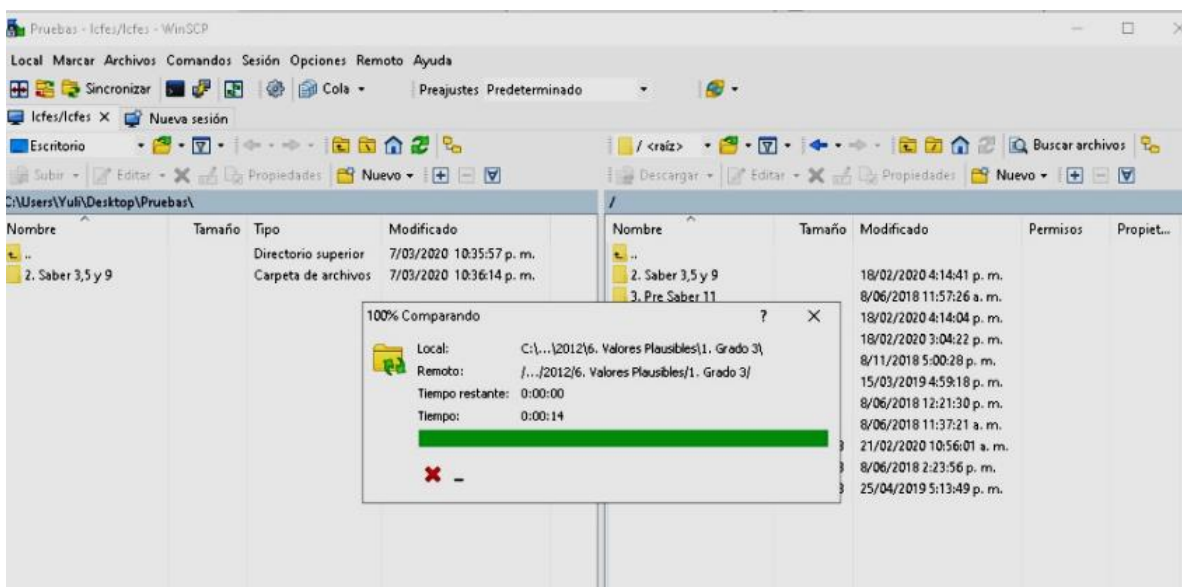 Pruebas - Icfes/Icfes - WinSCP
Local Marcar Archivos Comandos Sesión Opciones Remoto Ayuda
Sincronizar Cola Preajustes Predeterminado
Icfes/Icfes X Nueva sesión
Escritorio / <raíz> Buscar archivos
Subir Editar Propiedades Nuevo Descargar Editar Propiedades Nuevo
C:\Users\Yuli\Desktop\Pruebas\ /
Nombre Tamaño Tipo Modificado Nombre Tamaño Modificado Permisos Propiet...
.. Directorio superior 7/03/2020 10:35:57 p. m. ..
2. Saber 3,5 y 9 Carpeta de archivos 7/03/2020 10:36:14 p. m. 2. Saber 3,5 y 9 18/02/2020 4:14:41 p. m.
3. Pre Saber 11 8/06/2018 11:57:26 a. m.
100% Comparando ? X 18/02/2020 4:14:04 p. m.
18/02/2020 3:04:22 p. m.
Local: C:\...\2012\6. Valores Plausibles\1. Grado 3\
8/11/2018 5:00:28 p. m.
Remoto: /.../2012/6. Valores Plausibles/1. Grado 3/
15/03/2019 4:59:18 p. m.
Tiempo restante: 0:00:00
8/06/2018 12:21:30 p. m.
Tiempo: 0:00:14
8/06/2018 11:37:21 a. m.
21/02/2020 10:56:01 a. m.
8/06/2018 2:23:56 p. m.
25/04/2019 5:13:49 p. m.